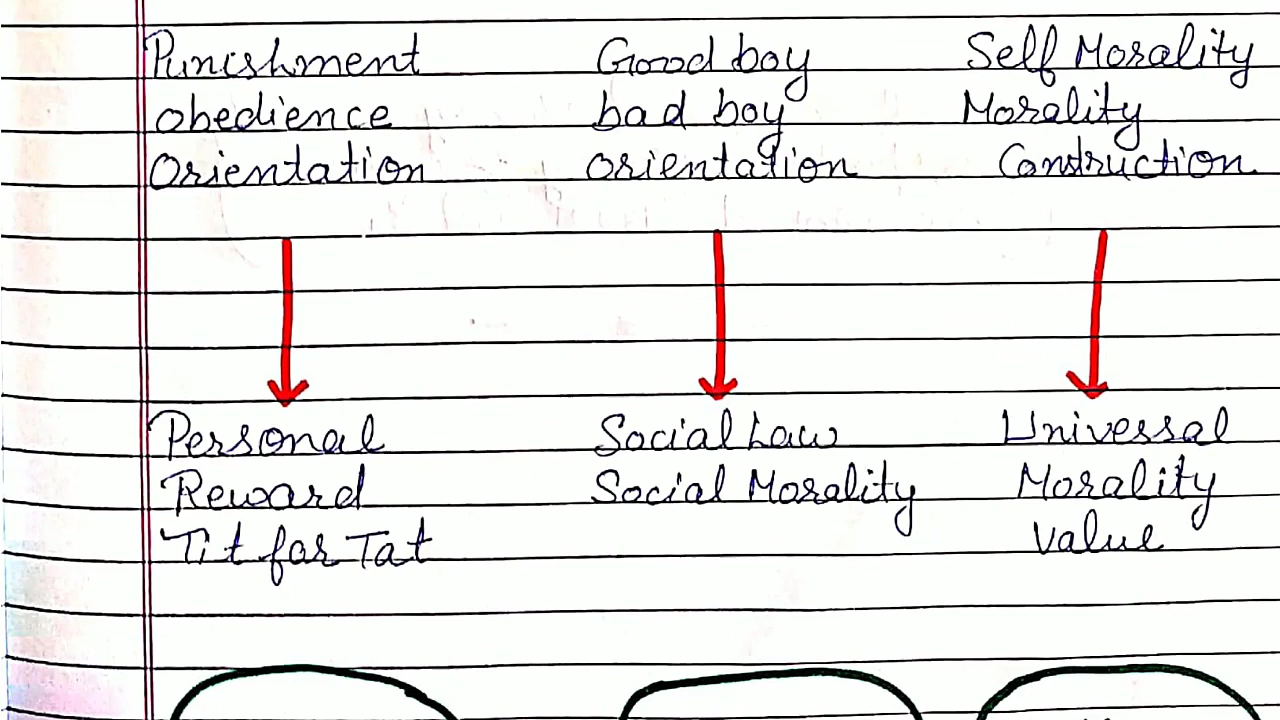 Punishment Good boy Self Morality
obedience bad boy Morality
Orientation orientation Construction
Personal Social Law Universal
Reward Social Morality Morality
Tit for Tat Value